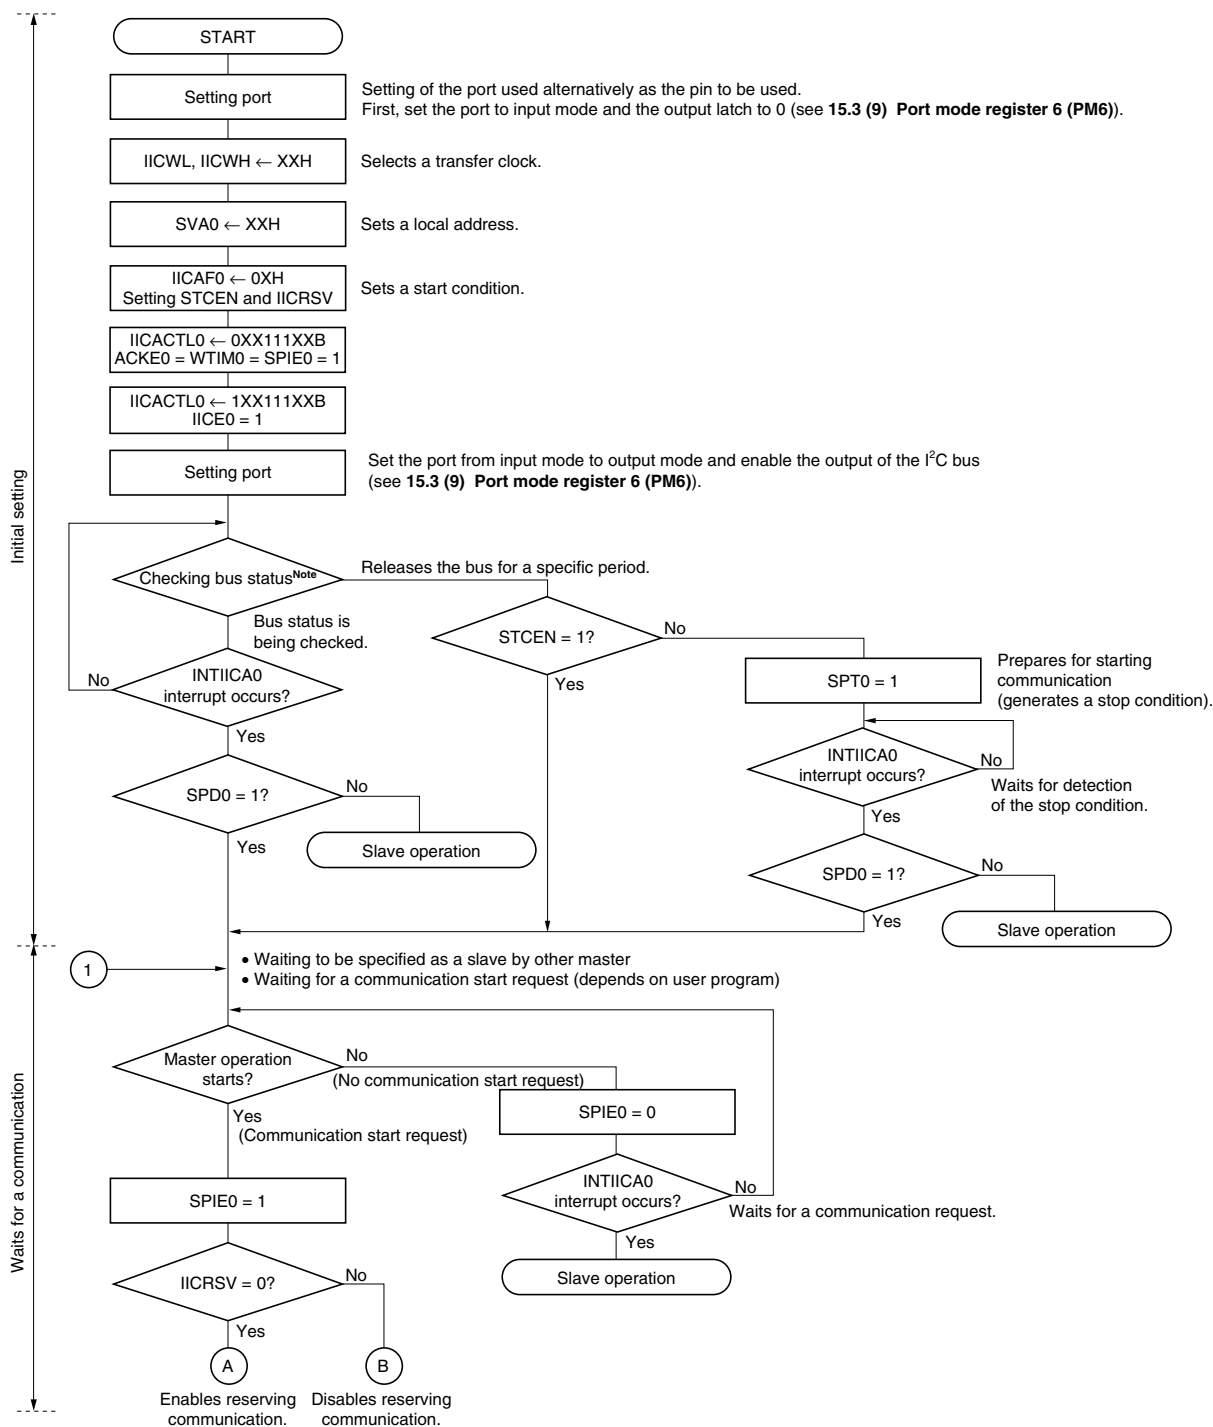 START
Setting port
Setting of the port used alternatively as the pin to be used.
First, set the port to input mode and the output latch to 0 (see 15.3 (9) Port mode register 6 (PM6)).
IICWL, IICWH ← XXH
Selects a transfer clock.
SVA0 ← XXH
Sets a local address.
IICAF0 ← 0XH
Setting STCEN and IICRSV
Sets a start condition.
IICACTL0 ← 0XX111XXB
ACKE0 = WTIM0 = SPIE0 = 1
IICACTL0 ← 1XX111XXB
IICE0 = 1
Setting port
Set the port from input mode to output mode and enable the output of the I²C bus
(see 15.3 (9) Port mode register 6 (PM6)).
Initial setting
Checking bus status Note
Releases the bus for a specific period.
Bus status is
being checked.
STCEN = 1?
No
Yes
SPT0 = 1
Prepares for starting
communication
(generates a stop condition).
INTIICA0
interrupt occurs?
No
Yes
INTIICA0
interrupt occurs?
No
Waits for detection
of the stop condition.
Yes
SPD0 = 1?
No
Yes
Slave operation
SPD0 = 1?
No
Yes
Slave operation
1
• Waiting to be specified as a slave by other master
• Waiting for a communication start request (depends on user program)
Waits for a communication
Master operation
starts?
No
(No communication start request)
Yes
(Communication start request)
SPIE0 = 0
INTIICA0
interrupt occurs?
No
Waits for a communication request.
Yes
Slave operation
SPIE0 = 1
IICRSV = 0?
No
Yes
A
B
Enables reserving
communication.
Disables reserving
communication.